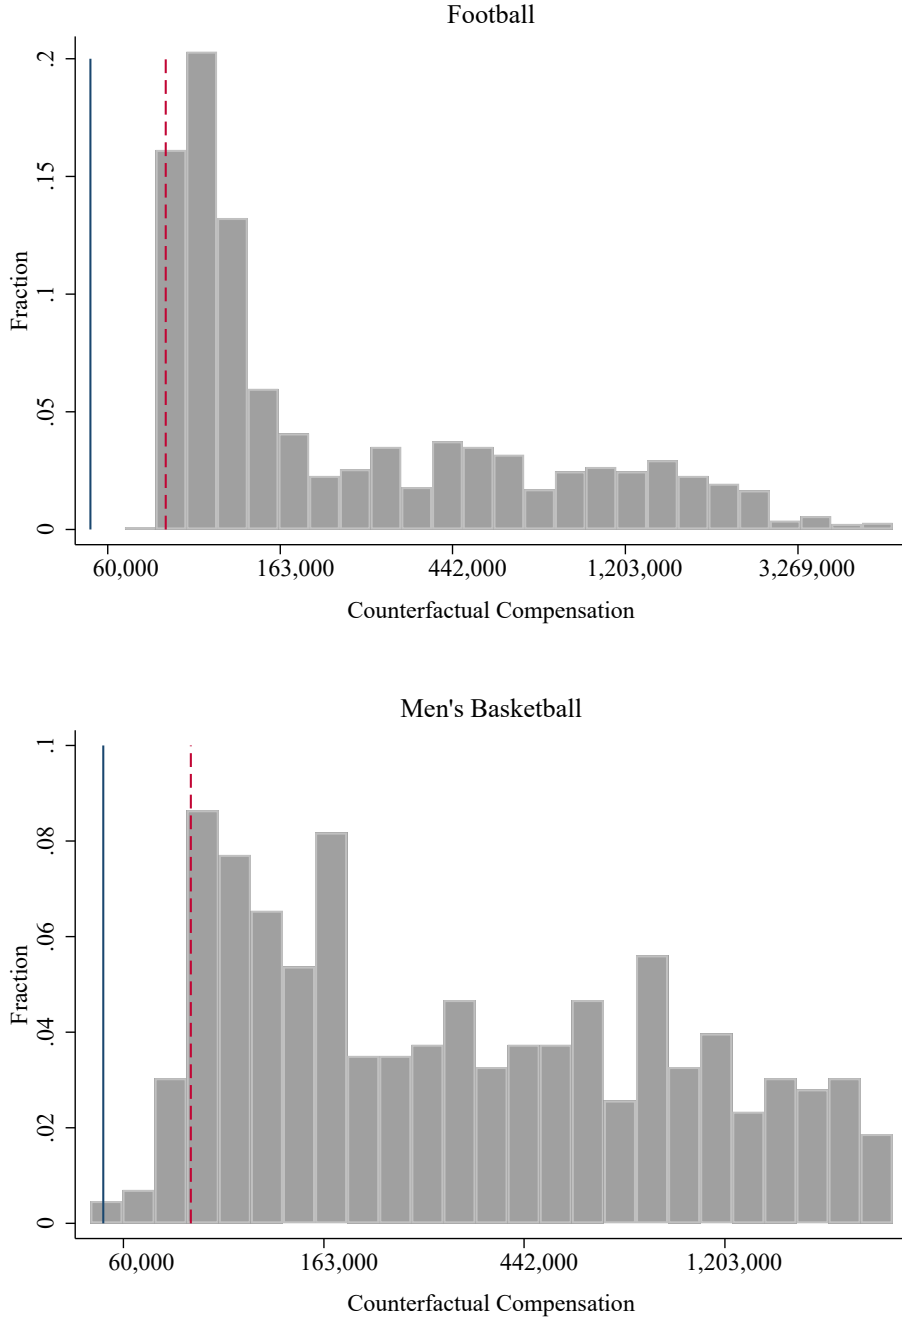 Football
.2
.15
.1
.05
0
Fraction
60,000 163,000 442,000 1,203,000 3,269,000
Counterfactual Compensation
Men's Basketball
.1
.08
.06
.04
.02
0
Fraction
60,000 163,000 442,000 1,203,000
Counterfactual Compensation